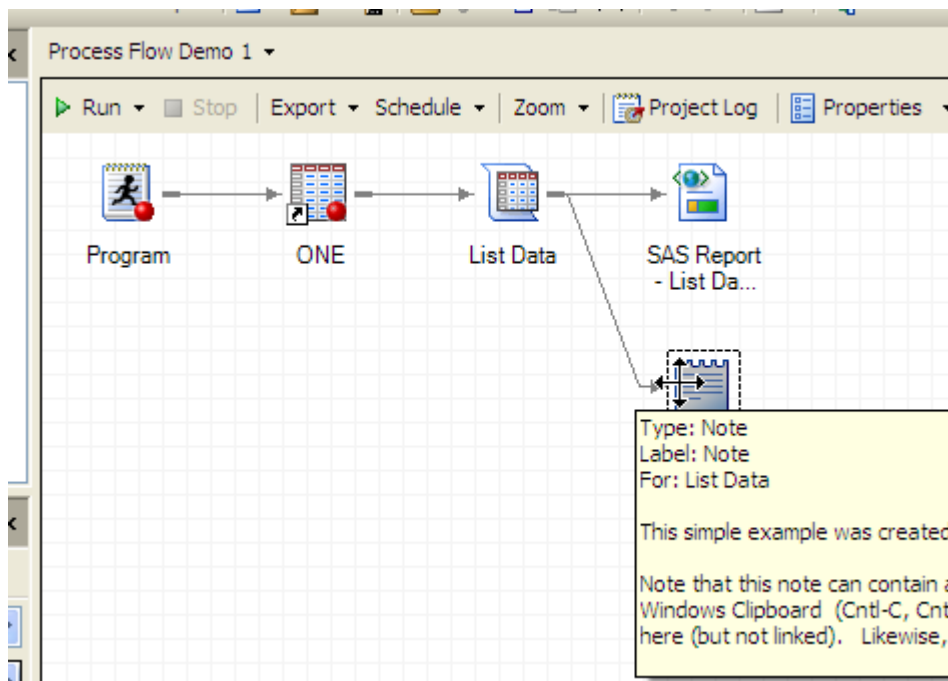 Process Flow Demo 1
Run Stop Export Schedule Zoom Project Log Properties
Program ONE List Data SAS Report
- List Da...
Type: Note
Label: Note
For: List Data
This simple example was created
Note that this note can contain a
Windows Clipboard (Cntl-C, Cnt
here (but not linked). Likewise,